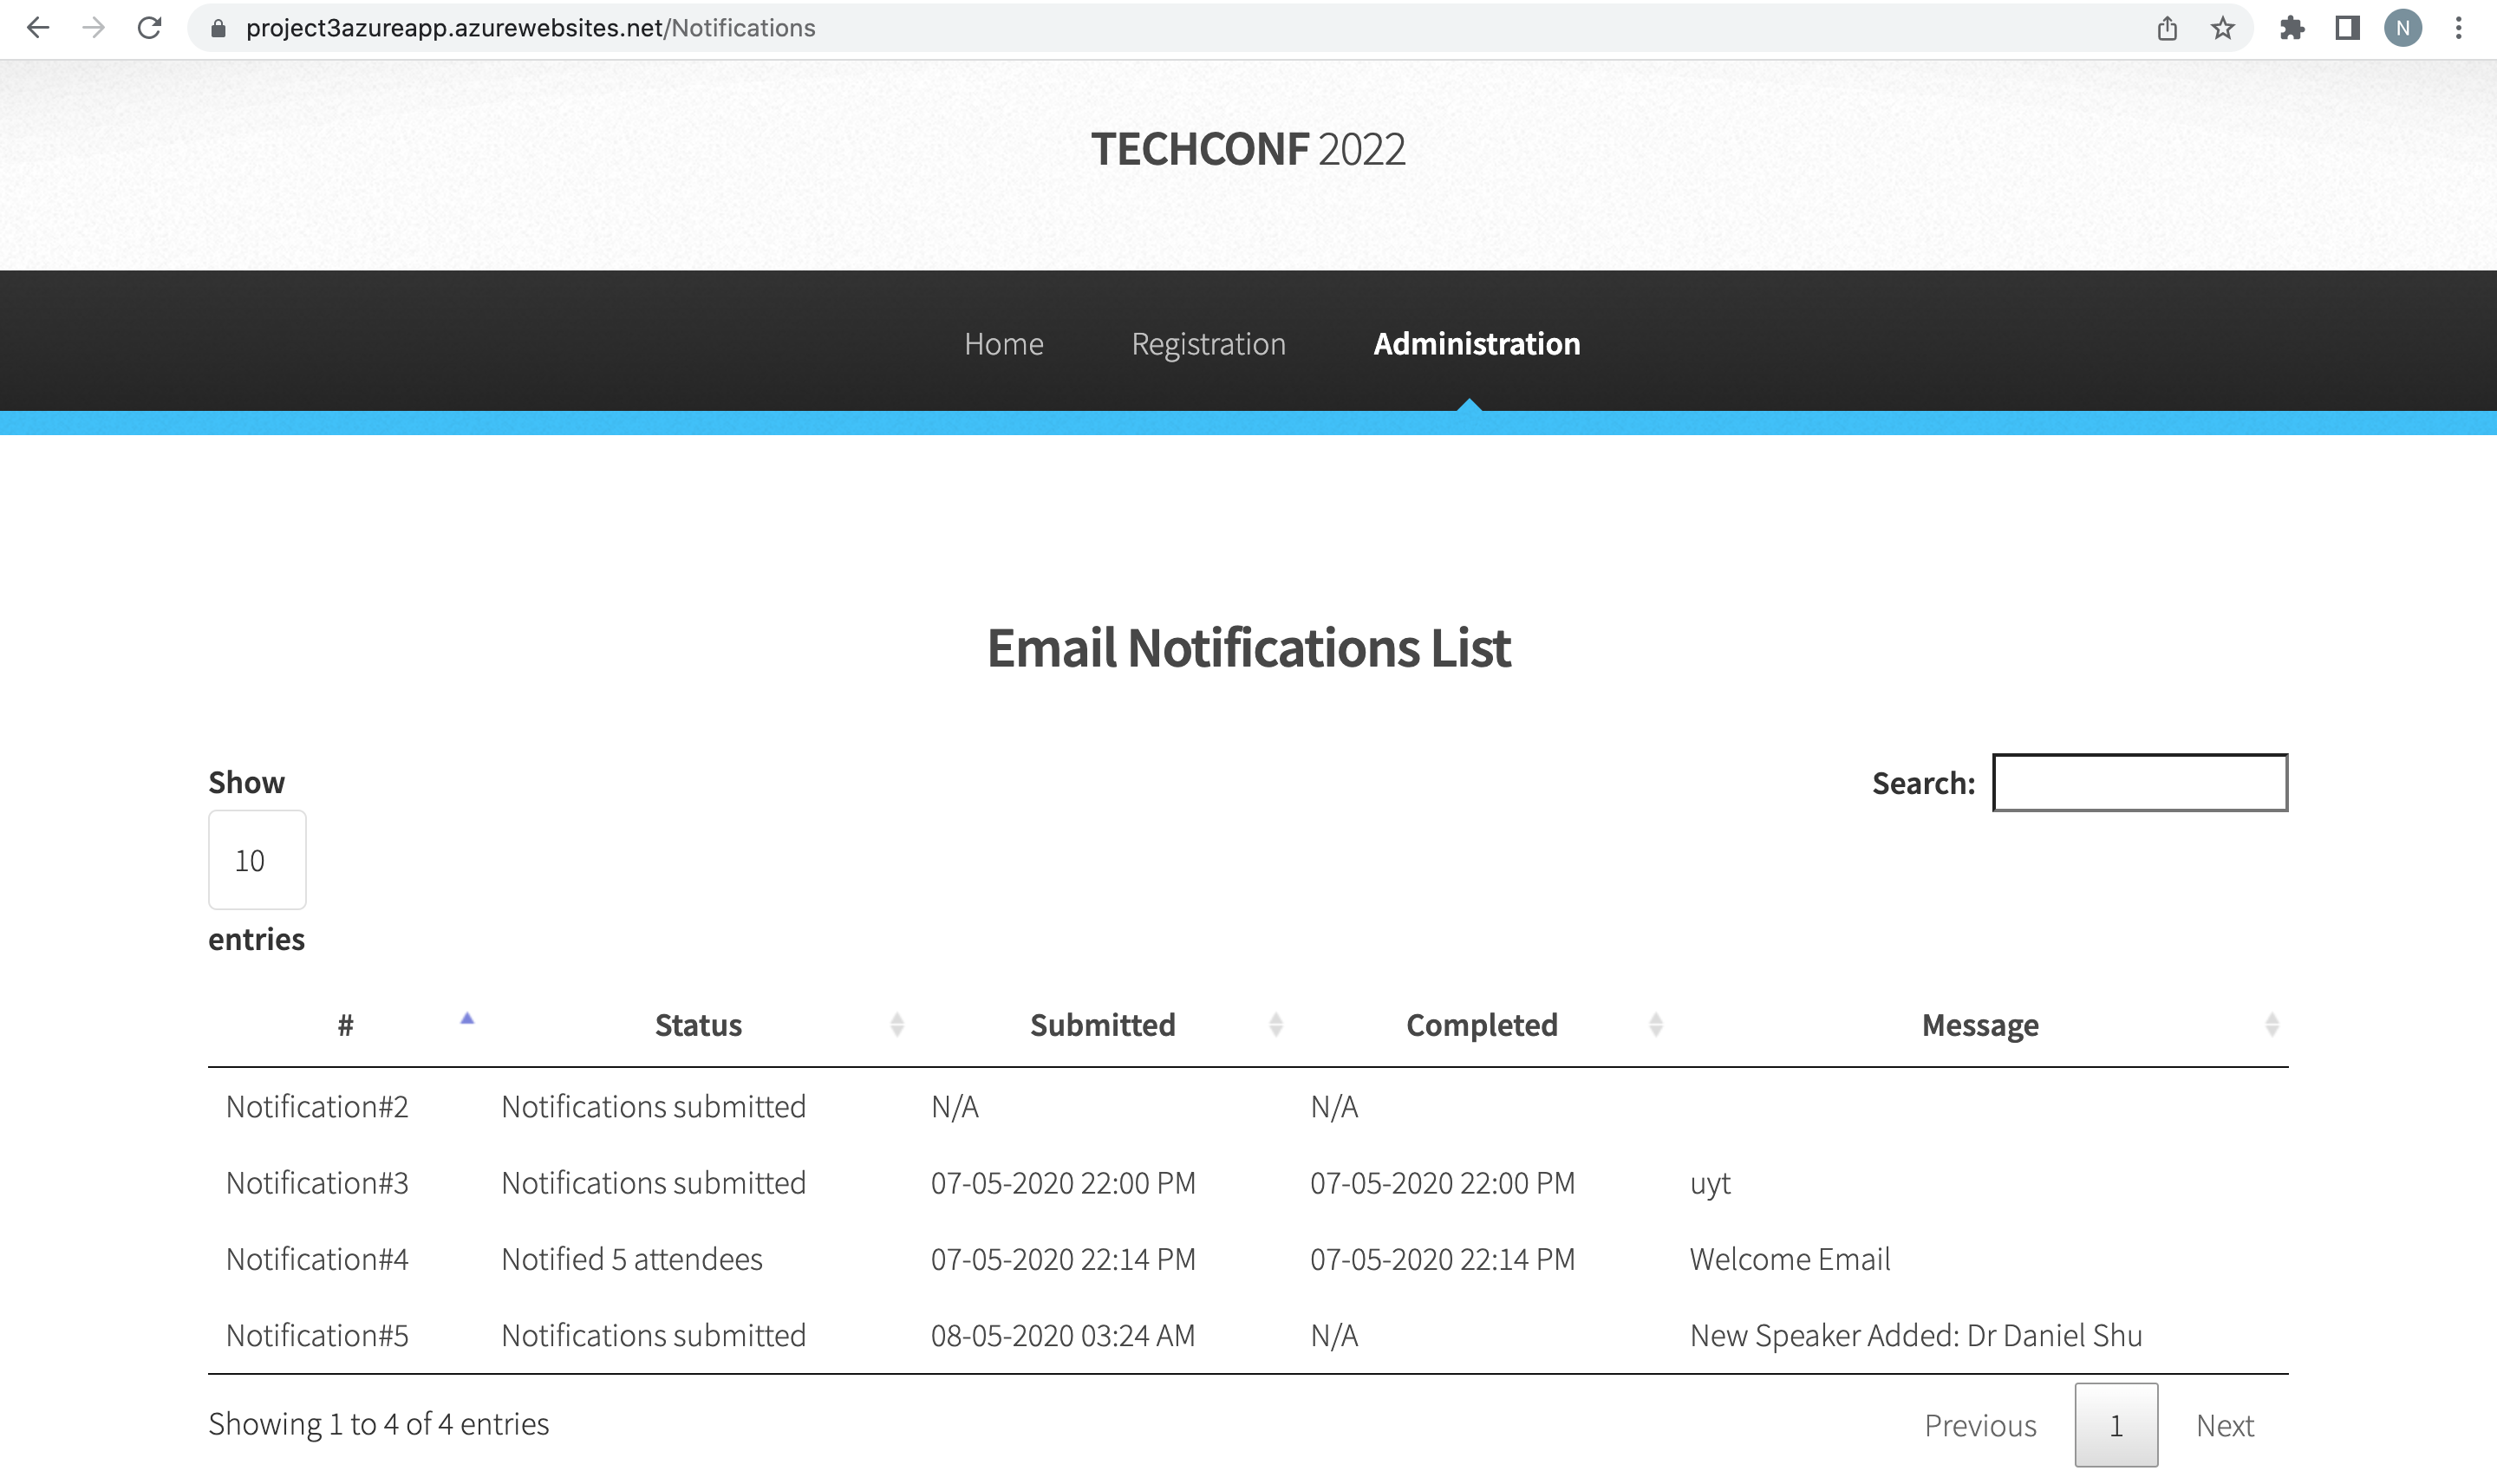 project3azureapp.azurewebsites.net/Notifications
N
TECHCONF 2022
Home Registration Administration
Email Notifications List
Show
Search:
10
entries
# Status Submitted Completed Message
Notification#2 Notifications submitted N/A N/A
Notification#3 Notifications submitted 07-05-2020 22:00 PM 07-05-2020 22:00 PM uyt
Notification#4 Notified 5 attendees 07-05-2020 22:14 PM 07-05-2020 22:14 PM Welcome Email
Notification#5 Notifications submitted 08-05-2020 03:24 AM N/A New Speaker Added: Dr Daniel Shu
Showing 1 to 4 of 4 entries
Previous 1 Next